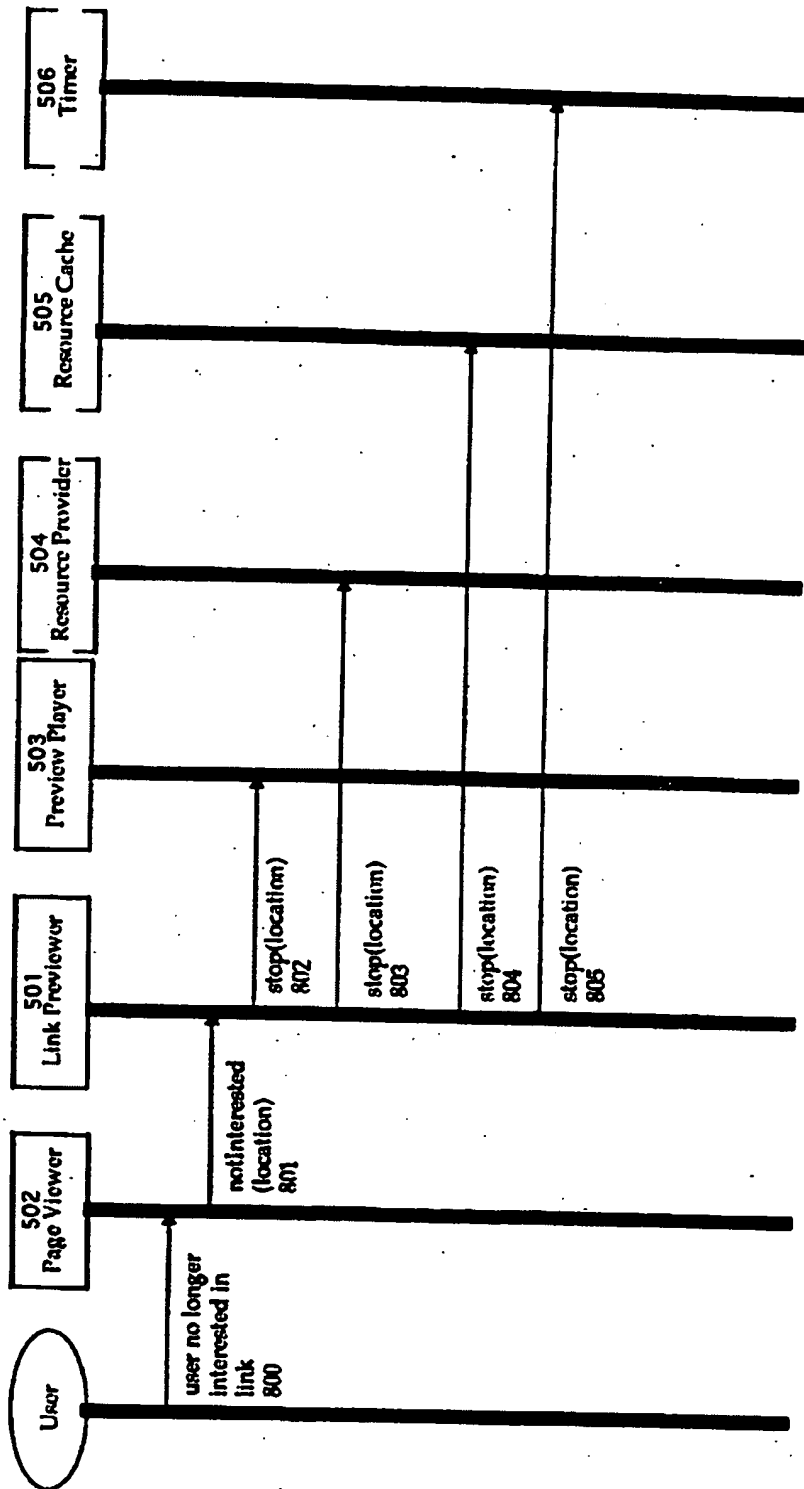 User
502
Page Viewer
501
Link Previewer
503
Preview Player
504
Resource Provider
505
Resource Cache
506
Timer
user no longer
interested in
link
800
notInterested
(location)
801
stop(location)
802
stop(location)
803
stop(location)
804
stop(location)
805